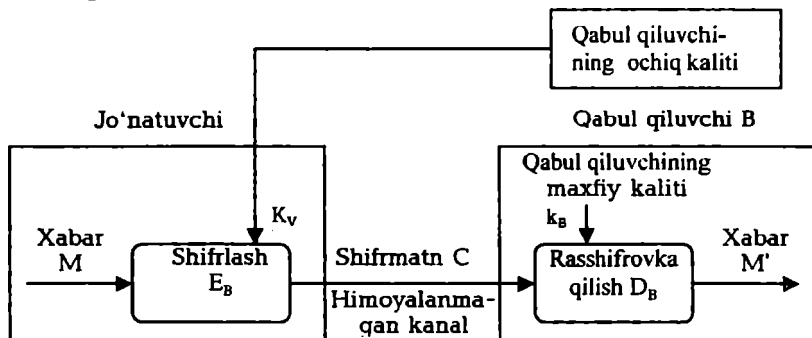 Qabul qiluvchi-
ning ochiq kaliti
Jo‘natuvchi
Qabul qiluvchi B
Qabul qiluvchining
maxfiy kaliti
K_V
k_B
Xabar
M
Shifrlash
E_B
Shifrmatn C
Himoyalanma-
gan kanal
Rasshifrovka
qilish D_B
Xabar
M'